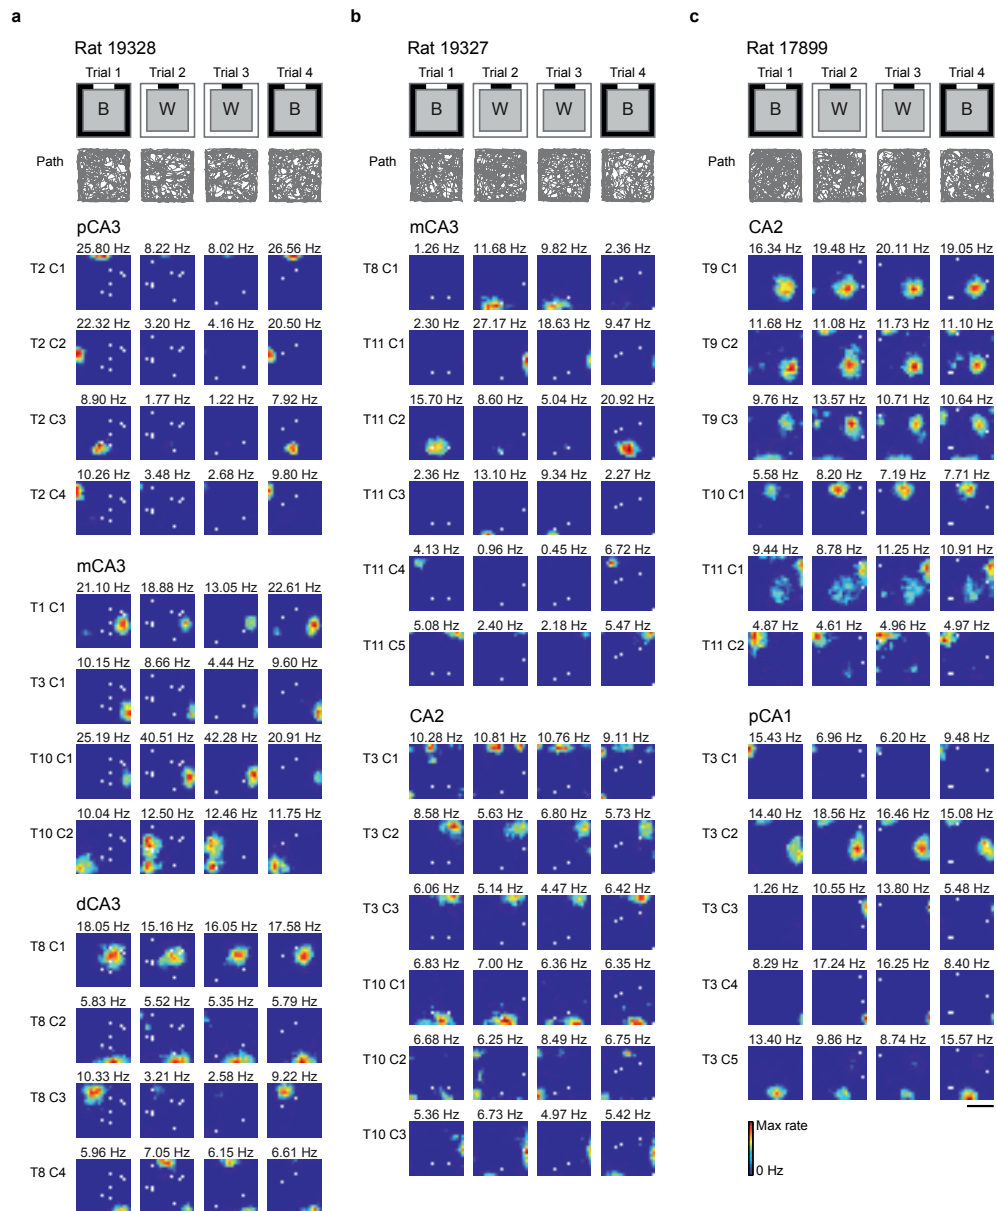 a
Rat 19328
Trial 1 Trial 2 Trial 3 Trial 4
B W W B
Path
pCA3
25.80 Hz 8.22 Hz 8.02 Hz 26.56 Hz
T2 C1
22.32 Hz 3.20 Hz 4.16 Hz 20.50 Hz
T2 C2
8.90 Hz 1.77 Hz 1.22 Hz 7.92 Hz
T2 C3
10.26 Hz 3.48 Hz 2.68 Hz 9.80 Hz
T2 C4
mCA3
21.10 Hz 18.88 Hz 13.05 Hz 22.61 Hz
T1 C1
10.15 Hz 8.66 Hz 4.44 Hz 9.60 Hz
T3 C1
25.19 Hz 40.51 Hz 42.28 Hz 20.91 Hz
T10 C1
10.04 Hz 12.50 Hz 12.46 Hz 11.75 Hz
T10 C2
dCA3
18.05 Hz 15.16 Hz 16.05 Hz 17.58 Hz
T8 C1
5.83 Hz 5.52 Hz 5.35 Hz 5.79 Hz
T8 C2
10.33 Hz 3.21 Hz 2.58 Hz 9.22 Hz
T8 C3
5.96 Hz 7.05 Hz 6.15 Hz 6.61 Hz
T8 C4
b
Rat 19327
Trial 1 Trial 2 Trial 3 Trial 4
B W W B
Path
mCA3
1.26 Hz 11.68 Hz 9.82 Hz 2.36 Hz
T8 C1
2.30 Hz 27.17 Hz 18.63 Hz 9.47 Hz
T11 C1
15.70 Hz 8.60 Hz 5.04 Hz 20.92 Hz
T11 C2
2.36 Hz 13.10 Hz 9.34 Hz 2.27 Hz
T11 C3
4.13 Hz 0.96 Hz 0.45 Hz 6.72 Hz
T11 C4
5.08 Hz 2.40 Hz 2.18 Hz 5.47 Hz
T11 C5
CA2
10.28 Hz 10.81 Hz 10.76 Hz 9.11 Hz
T3 C1
8.58 Hz 5.63 Hz 6.80 Hz 5.73 Hz
T3 C2
6.06 Hz 5.14 Hz 4.47 Hz 6.42 Hz
T3 C3
6.83 Hz 7.00 Hz 6.36 Hz 6.35 Hz
T10 C1
6.68 Hz 6.25 Hz 8.49 Hz 6.75 Hz
T10 C2
5.36 Hz 6.73 Hz 4.97 Hz 5.42 Hz
T10 C3
c
Rat 17899
Trial 1 Trial 2 Trial 3 Trial 4
B W W B
Path
CA2
16.34 Hz 19.48 Hz 20.11 Hz 19.05 Hz
T9 C1
11.68 Hz 11.08 Hz 11.73 Hz 11.10 Hz
T9 C2
9.76 Hz 13.57 Hz 10.71 Hz 10.64 Hz
T9 C3
5.58 Hz 8.20 Hz 7.19 Hz 7.71 Hz
T10 C1
9.44 Hz 8.78 Hz 11.25 Hz 10.91 Hz
T11 C1
4.87 Hz 4.61 Hz 4.96 Hz 4.97 Hz
T11 C2
pCA1
15.43 Hz 6.96 Hz 6.20 Hz 9.48 Hz
T3 C1
14.40 Hz 18.56 Hz 16.46 Hz 15.08 Hz
T3 C2
1.26 Hz 10.55 Hz 13.80 Hz 5.48 Hz
T3 C3
8.29 Hz 17.24 Hz 16.25 Hz 8.40 Hz
T3 C4
13.40 Hz 9.86 Hz 8.74 Hz 15.57 Hz
T3 C5
Max rate
0 Hz